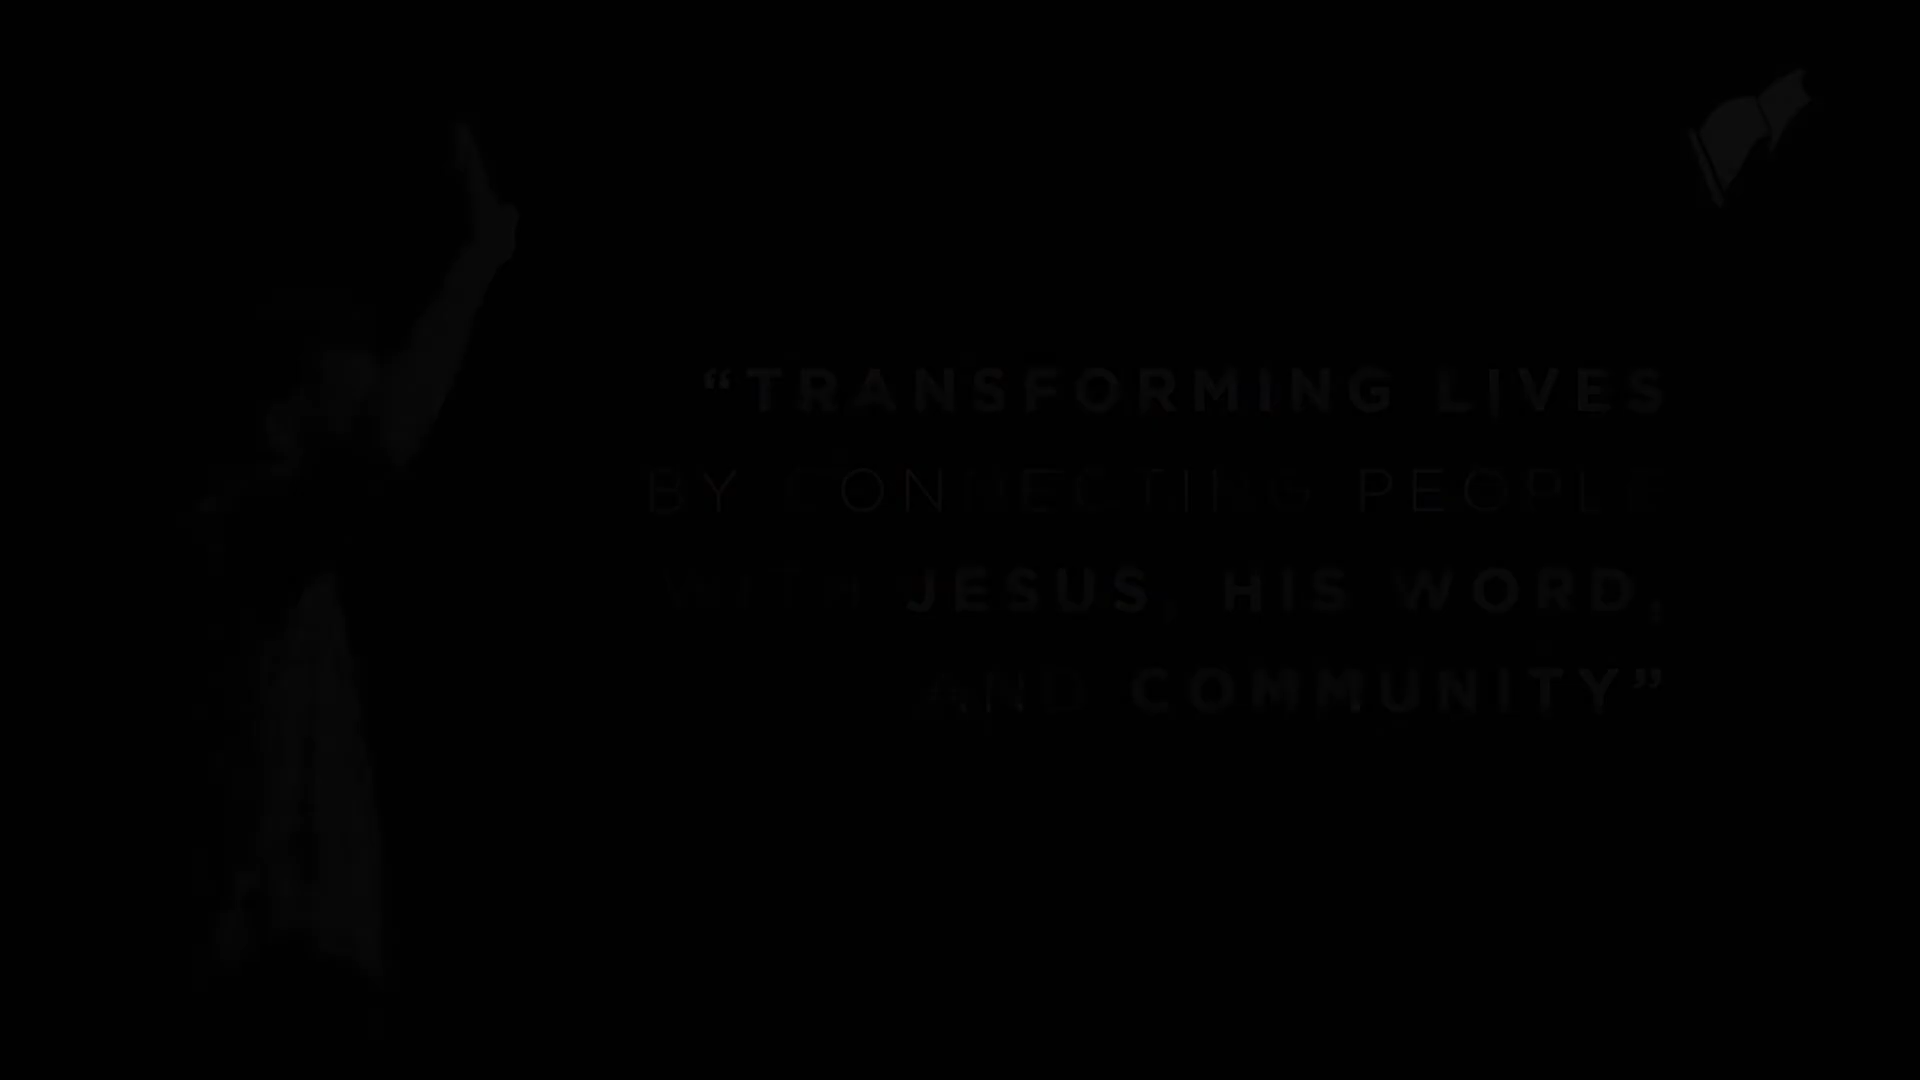 “TRANSFORMING LIVES
BY CONNECTING PEOPLE
WITH JESUS, HIS WORD,
AND COMMUNITY”